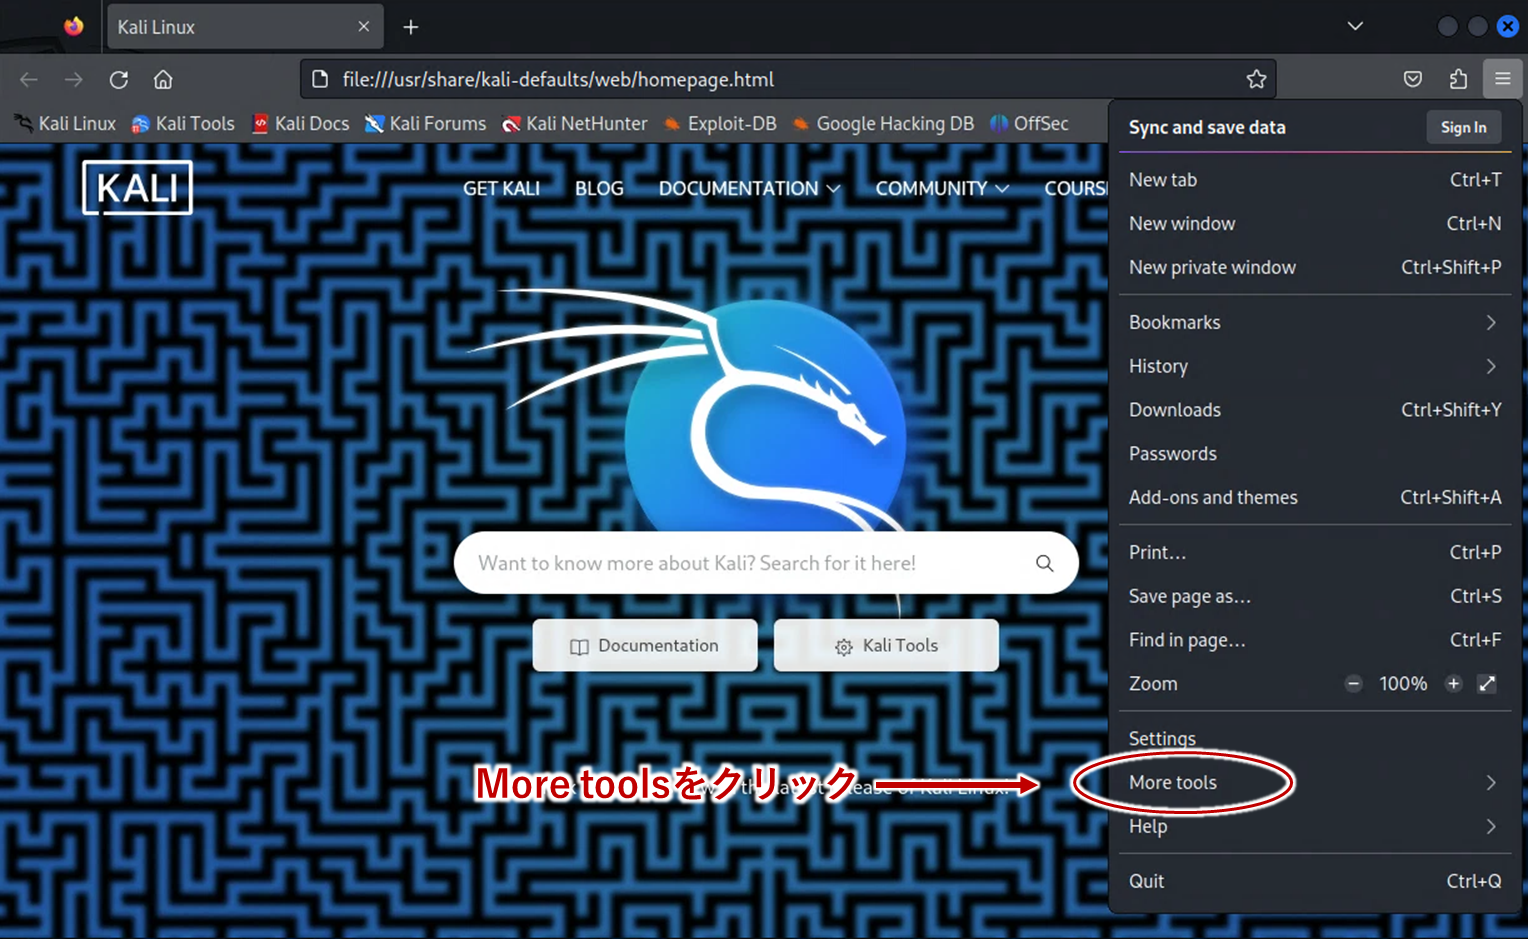 Kali Linux
file:///usr/share/kali-defaults/web/homepage.html
Kali Linux Kali Tools Kali Docs Kali Forums Kali NetHunter Exploit-DB Google Hacking DB OffSec
KALI GET KALI BLOG DOCUMENTATION COMMUNITY COURS
Want to know more about Kali? Search for it here!
Documentation Kali Tools
More toolsをクリック
Kali Linux!
Sync and save data Sign In
New tab Ctrl+T
New window Ctrl+N
New private window Ctrl+Shift+P
Bookmarks
History
Downloads Ctrl+Shift+Y
Passwords
Add-ons and themes Ctrl+Shift+A
Print... Ctrl+P
Save page as... Ctrl+S
Find in page... Ctrl+F
Zoom 100%
Settings
More tools
Help
Quit Ctrl+Q